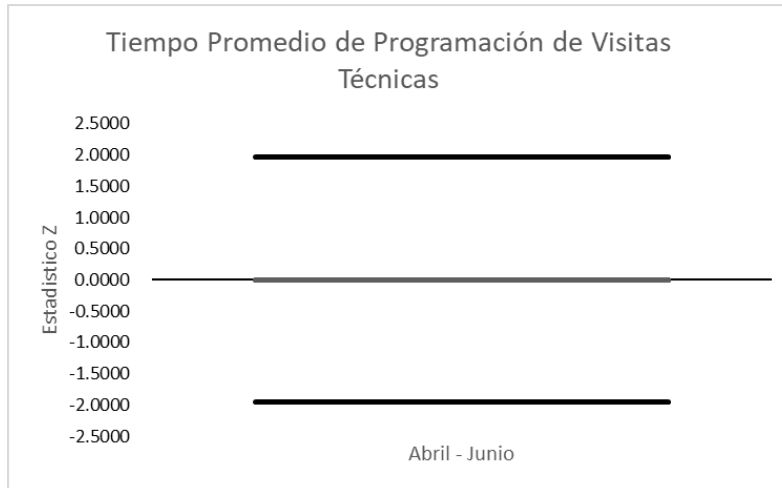 Tiempo Promedio de Programación de Visitas
Técnicas
2.5000
2.0000
1.5000
1.0000
0.5000
0.0000
-0.5000
-1.0000
-1.5000
-2.0000
-2.5000
Estadístico Z
Abril - Junio